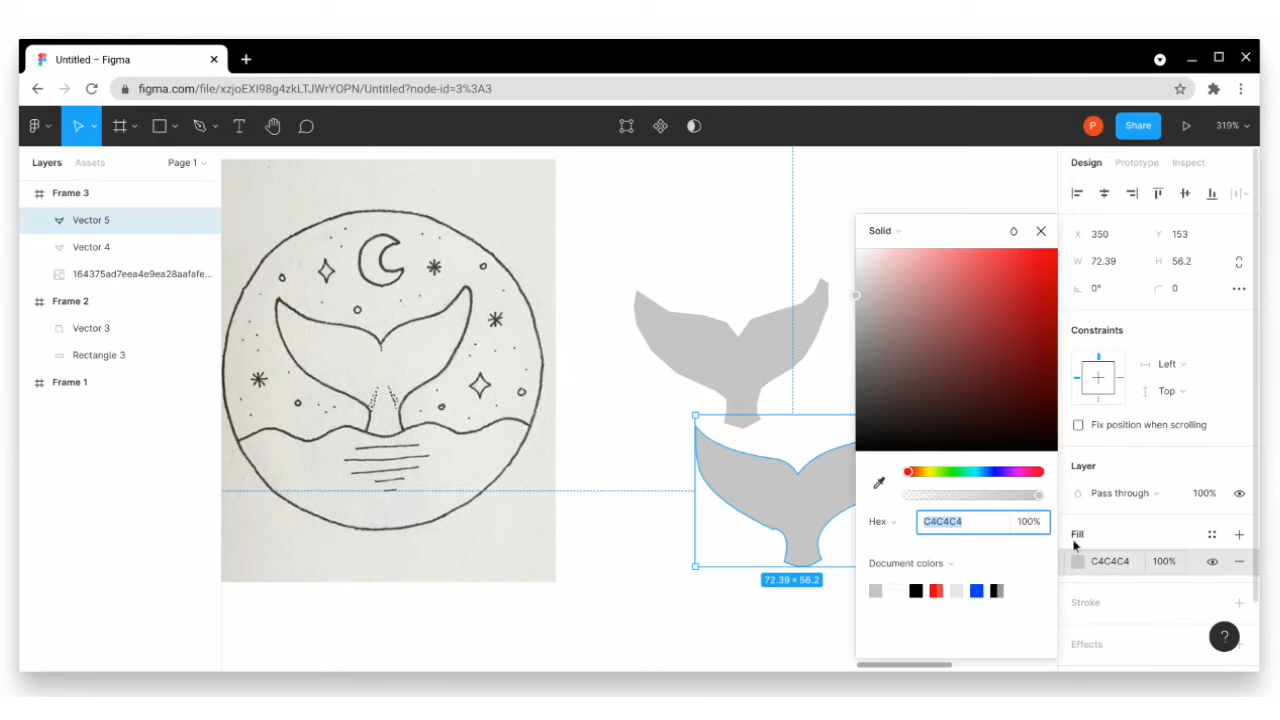 Untitled – Figma
figma.com/file/xzjoEXI98g4zkLTJWrYOPN/Untitled?node-id=3%3A3
P
Share
319%
Layers
Assets
Page 1
Frame 3
Vector 5
Vector 4
164375ad7eea4e9ea28aafafe...
Frame 2
Vector 3
Rectangle 3
Frame 1
72.39 × 56.2
Solid
Hex
C4C4C4
100%
Document colors
Design
Prototype
Inspect
X 350
Y 153
W 72.39
H 56.2
0°
0
Constraints
Left
Top
Fix position when scrolling
Layer
Pass through
100%
Fill
C4C4C4
100%
Stroke
Effects
?